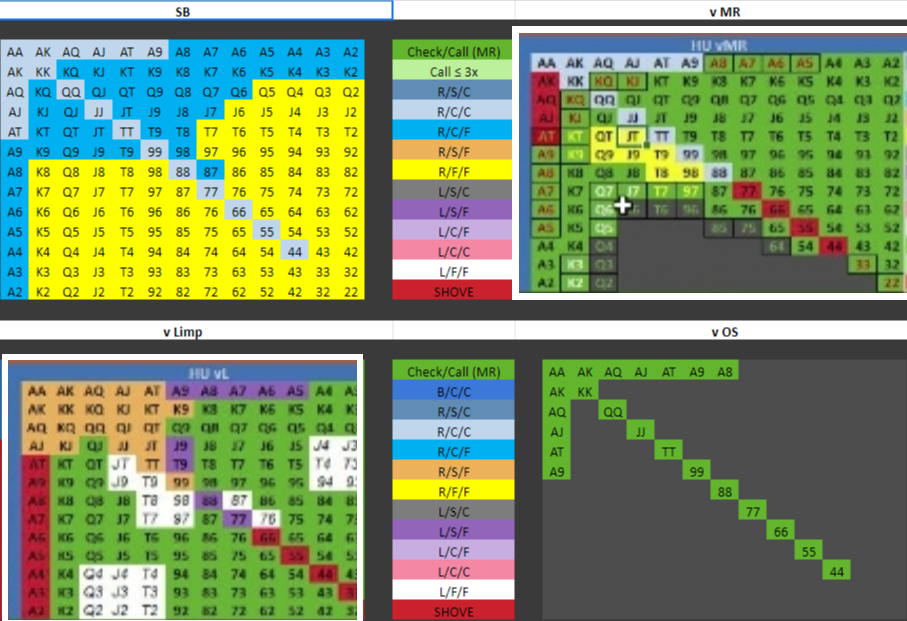 SB
AA AK AQ AJ AT A9 A8 A7 A6 A5 A4 A3 A2
AK KK KQ KJ KT K9 K8 K7 K6 K5 K4 K3 K2
AQ KQ QQ QJ QT Q9 Q8 Q7 Q6 Q5 Q4 Q3 Q2
AJ KJ QJ JJ JT J9 J8 J7 J6 J5 J4 J3 J2
AT KT QT JT TT T9 T8 T7 T6 T5 T4 T3 T2
A9 K9 Q9 J9 T9 99 98 97 96 95 94 93 92
A8 K8 Q8 J8 T8 98 88 87 86 85 84 83 82
A7 K7 Q7 J7 T7 97 87 77 76 75 74 73 72
A6 K6 Q6 J6 T6 96 86 76 66 65 64 63 62
A5 K5 Q5 J5 T5 95 85 75 65 55 54 53 52
A4 K4 Q4 J4 T4 94 84 74 64 54 44 43 42
A3 K3 Q3 J3 T3 93 83 73 63 53 43 33 32
A2 K2 Q2 J2 T2 92 82 72 62 52 42 32 22
Check/Call (MR)
Call ≤ 3x
R/S/C
R/C/C
R/C/F
R/S/F
R/F/F
L/S/C
L/S/F
L/C/F
L/C/C
L/F/F
SHOVE
v MR
HU vMR
AA AK AQ AJ AT A9 A8 A7 A6 A5 A4 A3 A2
AK KK KQ KJ KT K9 K8 K7 K6 K5 K4 K3 K2
AQ KQ QQ QJ QT Q9 Q8 Q7 Q6 Q5 Q4 Q3 Q2
AJ KJ QJ JJ JT J9 J8 J7 J6 J5 J4 J3 J2
AT KT QT JT TT T9 T8 T7 T6 T5 T4 T3 T2
A9 K9 Q9 J9 T9 99 98 97 96 95 94 93 92
A8 K8 Q8 J8 T8 98 88 87 86 85 84 83 82
A7 K7 Q7 J7 T7 97 87 77 76 75 74 73 72
A6 K6 Q6 T6 96 86 76 66 65 64 63 62
A5 K5 Q5 85 75 65 55 54 53 52
A4 K4 Q4 64 54 44 43 42
A3 K3 Q3 33 32
A2 K2 Q2 22
v Limp
HU vL
AA AK AQ AJ AT A9 A8 A7 A6 A5 A4
AK KK KQ KJ KT K9 K8 K7 K6 K5 K4
AQ KQ QQ QJ QT Q9 Q8 Q7 Q6 Q5 Q4
AJ KJ QJ JJ JT J9 J8 J7 J6 J5 J4 J3
AT KT QT JT TT T9 T8 T7 T6 T5 T4
A9 K9 Q9 J9 T9 99 98 97 96 95 94
A8 K8 Q8 J8 T8 98 88 87 86 85 84
A7 K7 Q7 J7 T7 97 87 77 76 75 74
A6 K6 Q6 J6 T6 96 86 76 66 65 64
A5 K5 Q5 J5 T5 95 85 75 65 55 54
A4 K4 Q4 J4 T4 94 84 74 64 54 44
A3 K3 Q3 J3 T3 93 83 73 63 53 43
A2 K2 Q2 J2 T2 92 82 72 62 52 42
Check/Call (MR)
B/C/C
R/S/C
R/C/C
R/C/F
R/S/F
R/F/F
L/S/C
L/S/F
L/C/F
L/C/C
L/F/F
SHOVE
v OS
AA AK AQ AJ AT A9 A8
AK KK
AQ QQ
AJ JJ
AT TT
A9 99
88
77
66
55
44